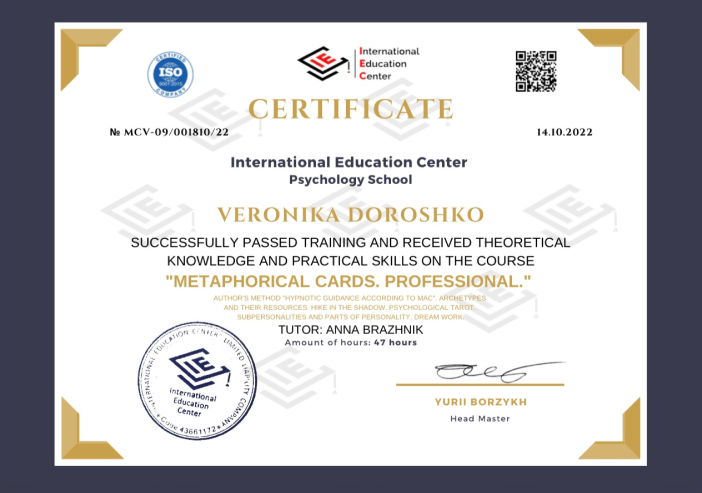 CERTIFIED
ISO
9001:2015
COMPANY
IE
International
Education
Center
CERTIFICATE
№ MCV-09/001810/22
14.10.2022
International Education Center
Psychology School
VERONIKA DOROSHKO
SUCCESSFULLY PASSED TRAINING AND RECEIVED THEORETICAL
KNOWLEDGE AND PRACTICAL SKILLS ON THE COURSE
"METAPHORICAL CARDS. PROFESSIONAL."
AUTHOR'S METHOD "HYPNOTIC GUIDANCE ACCORDING TO MAC". ARCHETYPES
AND THEIR RESOURCES. HIKE IN THE SHADOW. PSYCHOLOGICAL TAROT.
SUBPERSONALITIES AND PARTS OF PERSONALITY. DREAM WORK.
TUTOR: ANNA BRAZHNIK
Amount of hours: 47 hours
"INTERNATIONAL EDUCATION CENTER" LIMITED LIABILITY COMPANY
International
Education
Center
* Code 43661172 *
YURII BORZYKH
Head Master